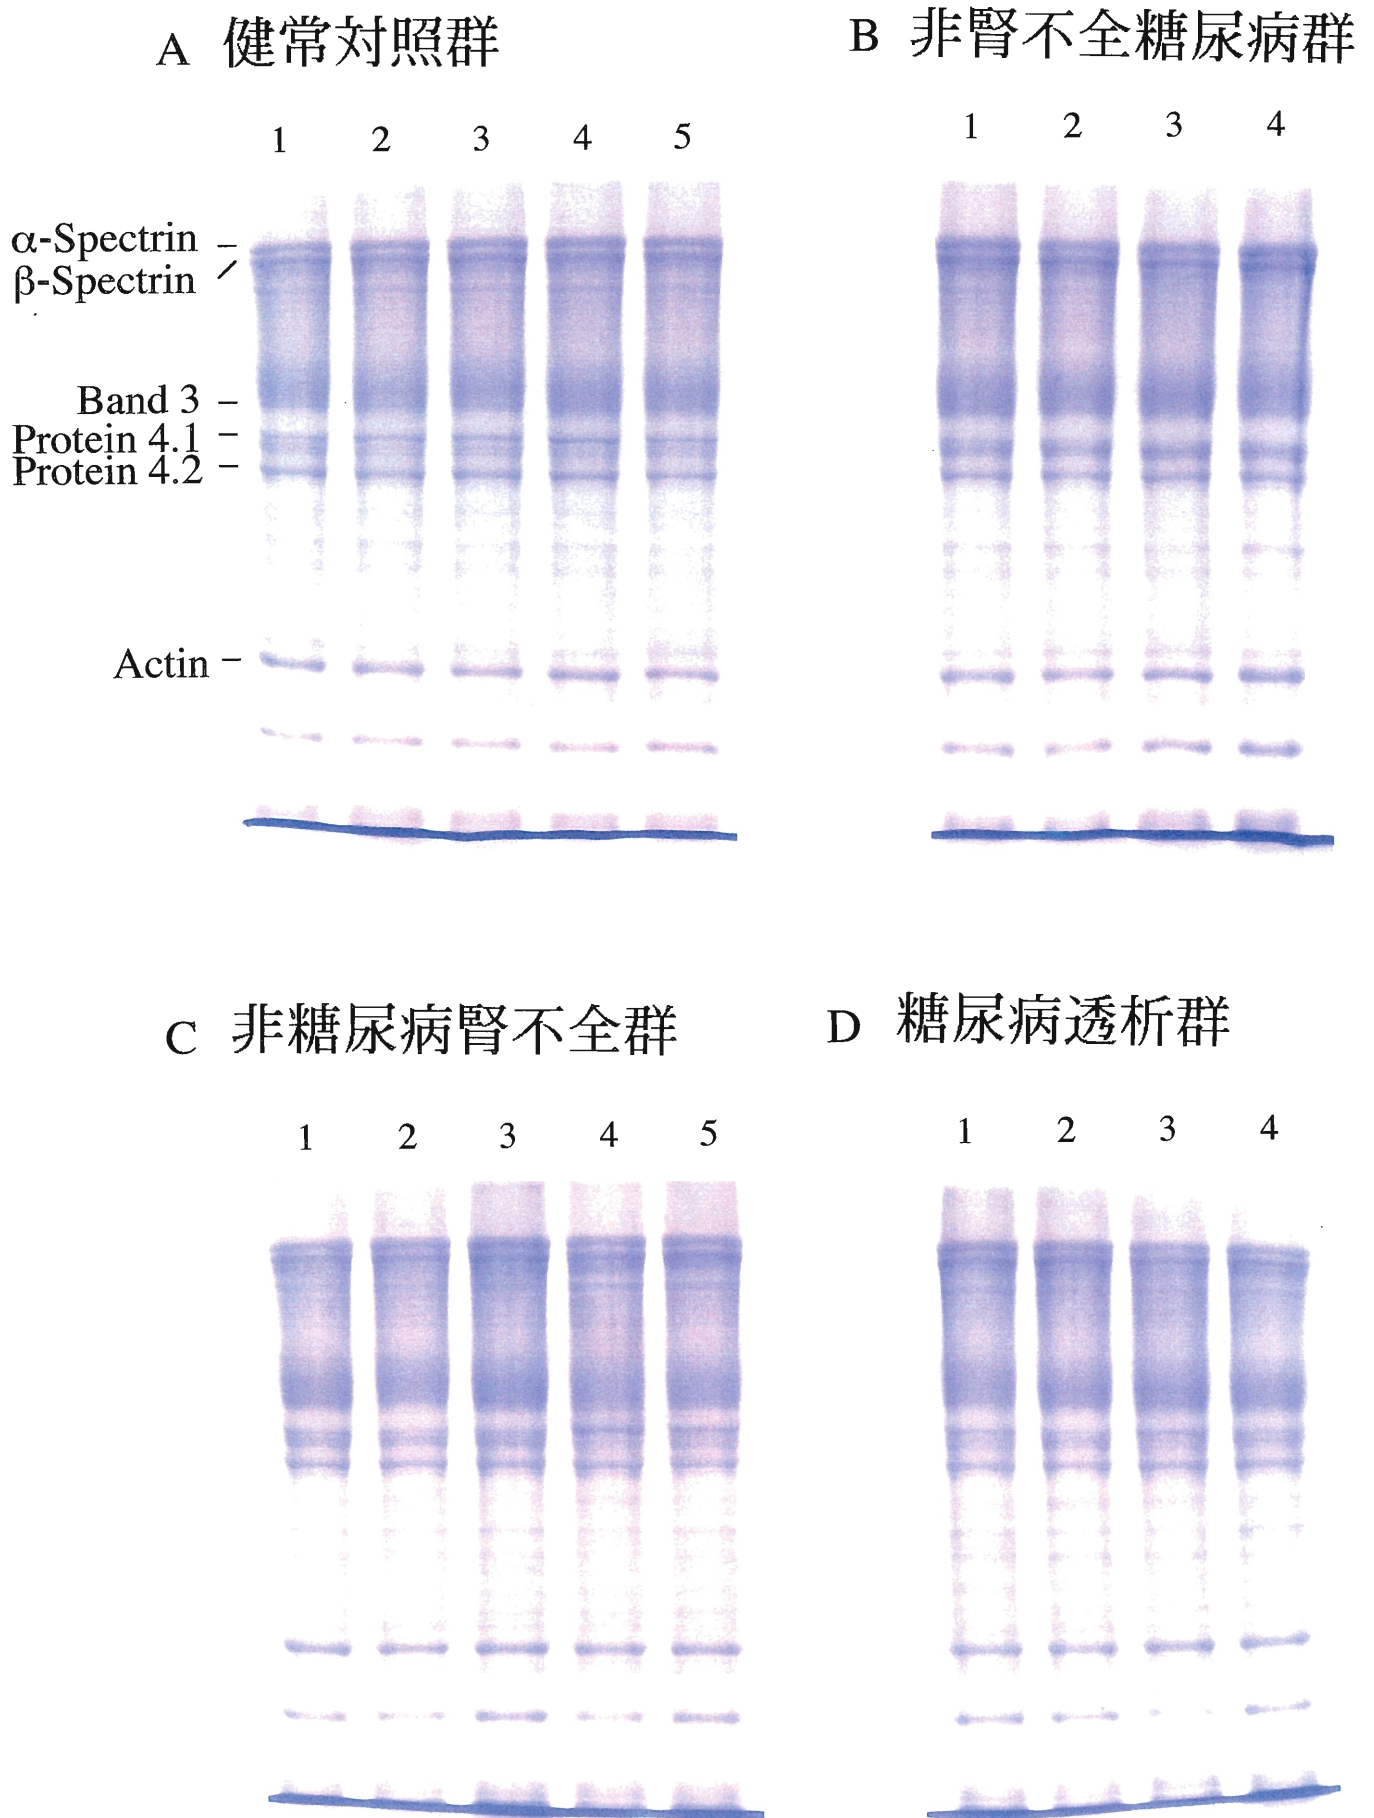 A 健常対照群
1 2 3 4 5
α-Spectrin
β-Spectrin
Band 3
Protein 4.1
Protein 4.2
Actin
B 非腎不全糖尿病群
1 2 3 4
C 非糖尿病腎不全群
1 2 3 4 5
D 糖尿病透析群
1 2 3 4